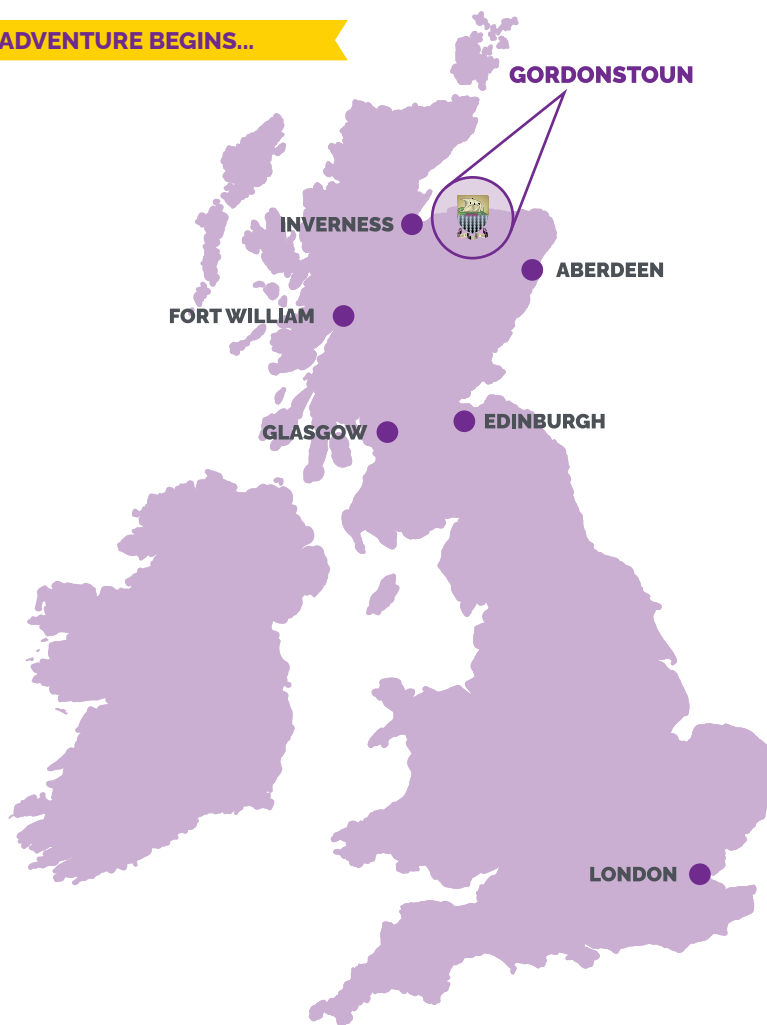 ADVENTURE BEGINS...
GORDONSTOUN
INVERNESS
ABERDEEN
FORT WILLIAM
EDINBURGH
GLASGOW
LONDON